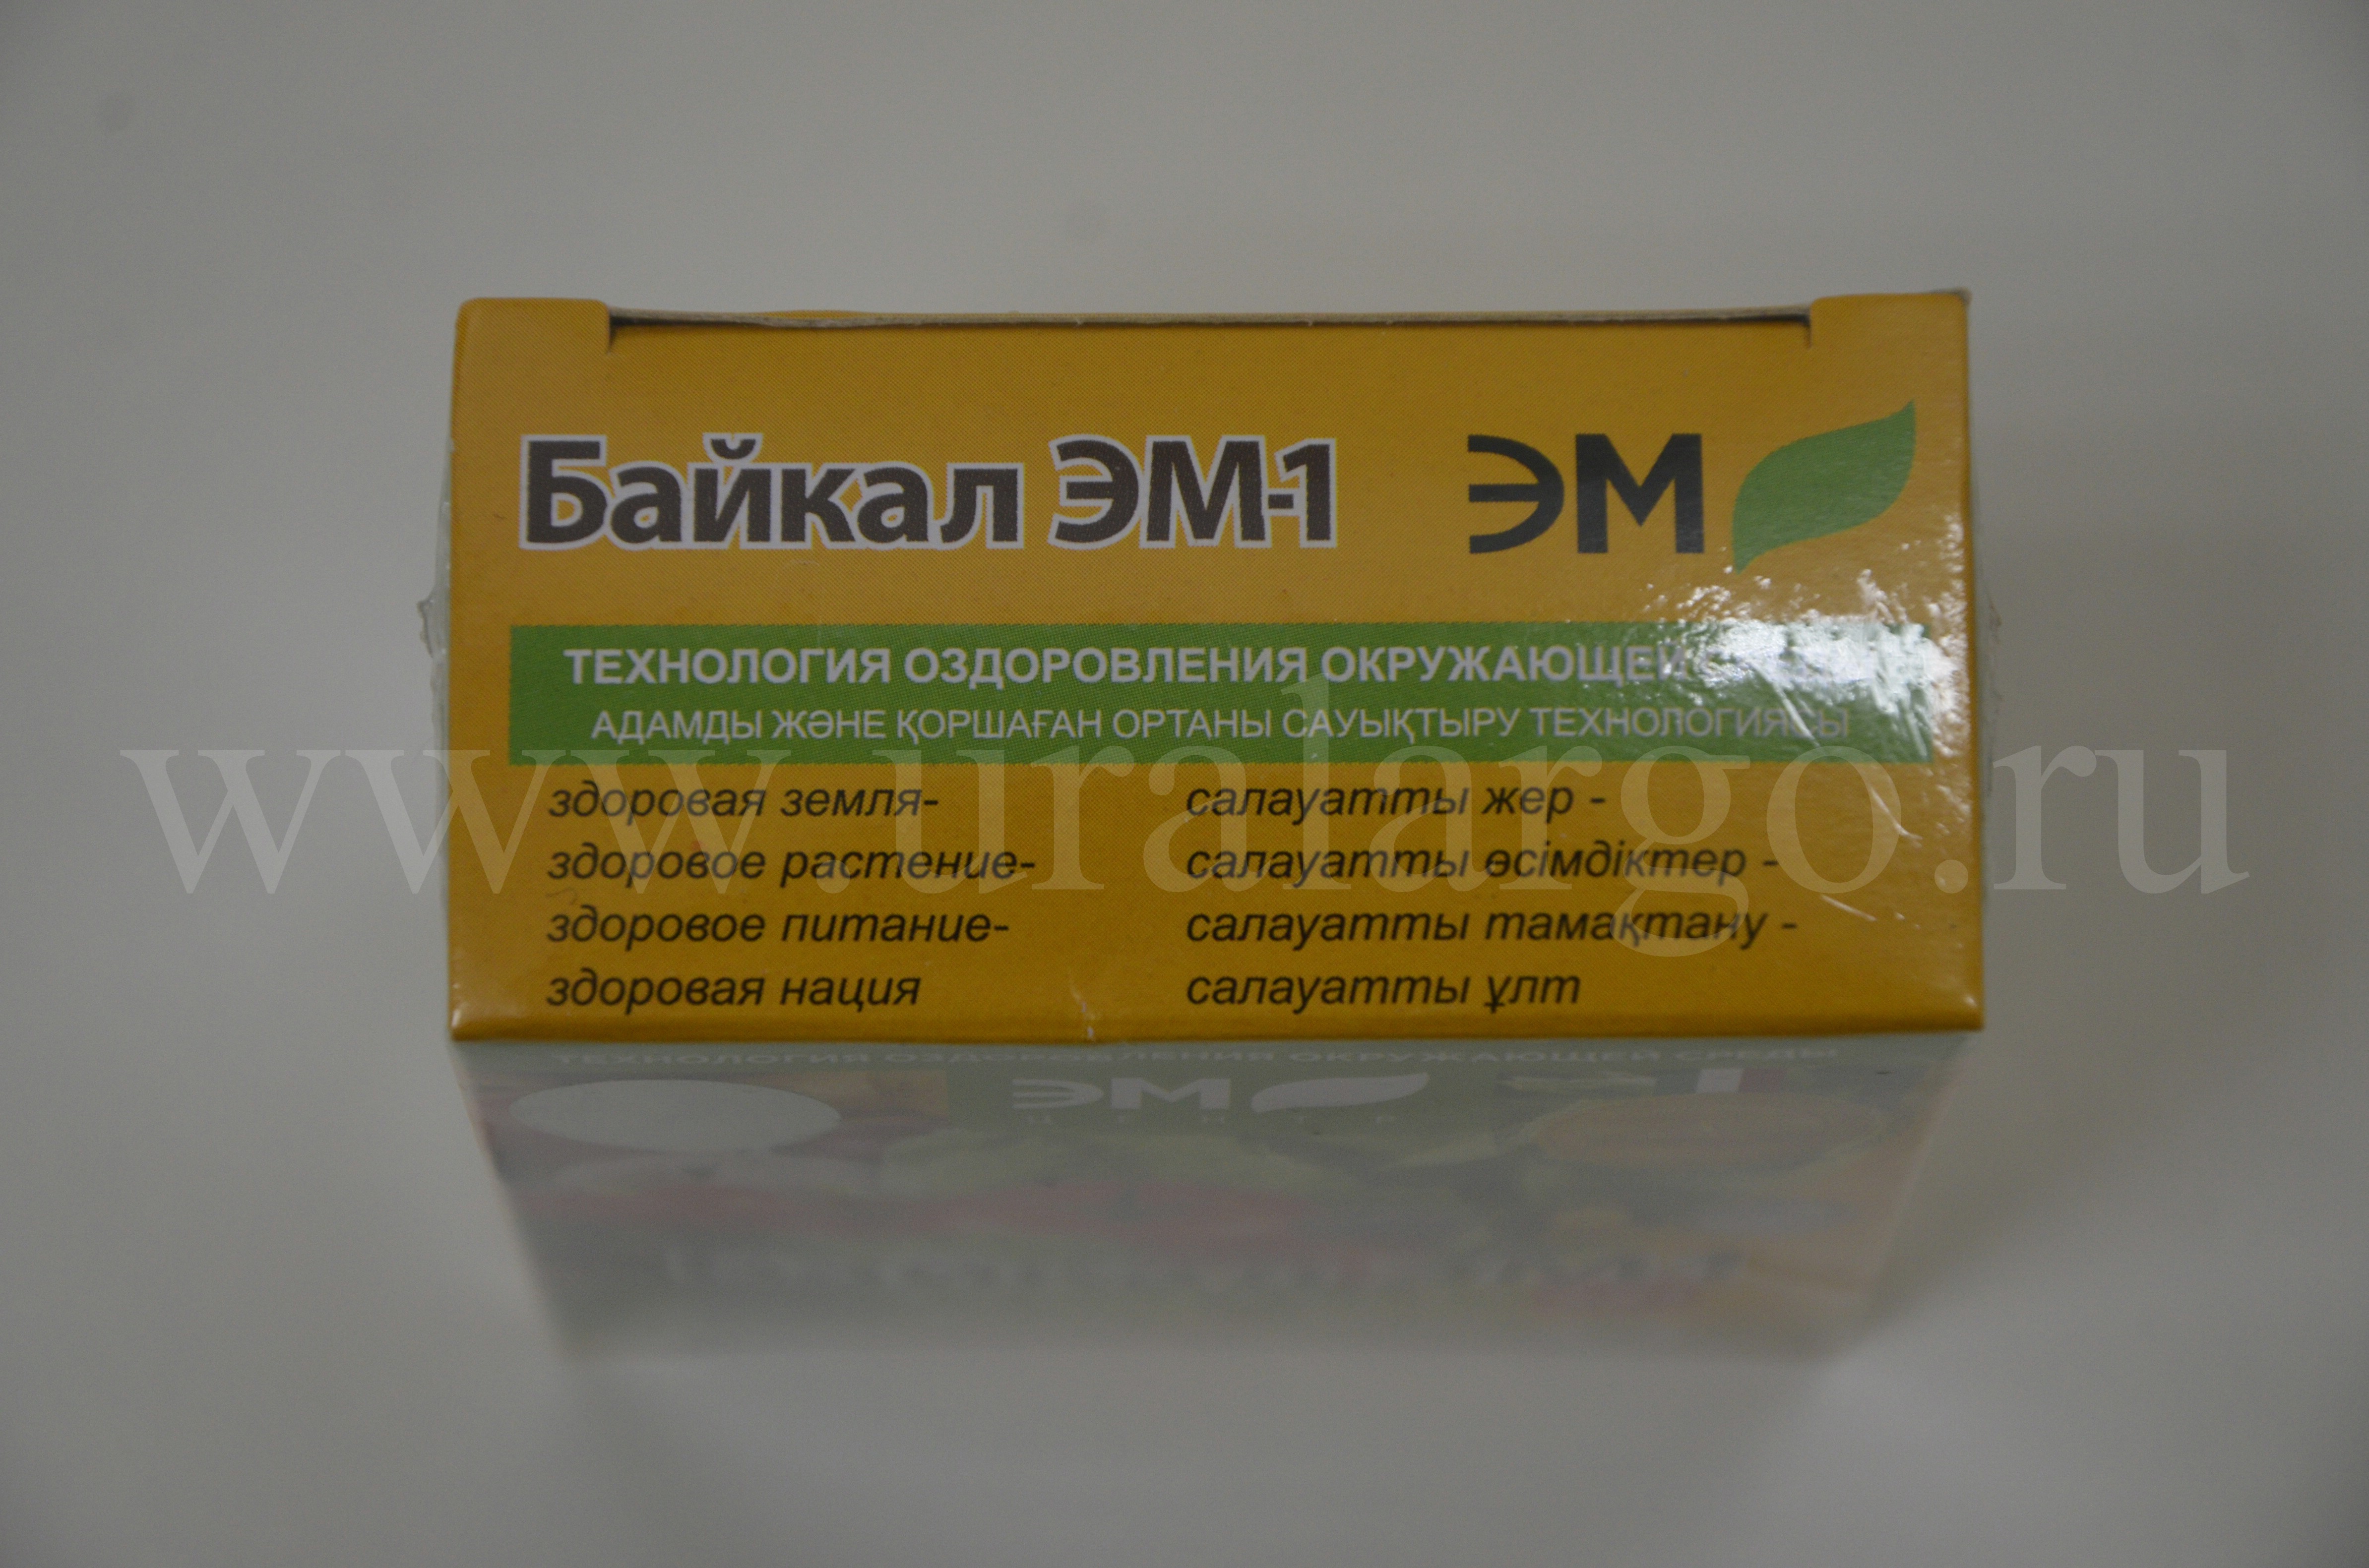 Байкал ЭМ-1 ЭМ
ТЕХНОЛОГИЯ ОЗДОРОВЛЕНИЯ ОКРУЖАЮЩЕЙ
АДАМДЫ ЖӘНЕ ҚОРШАҒАН ОРТАНЫ САУЫҚТЫРУ ТЕХНОЛОГИЯСЫ
www.uralargo.ru
здоровая земля- салауатты жер -
здоровое растение- салауатты өсімдіктер -
здоровое питание- салауатты тамақтану -
здоровая нация салауатты ұлт
ТЕХНОЛОГИЯ ОЗДОРОВЛЕНИЯ ОКРУЖАЮЩЕЙ СРЕДЫ
ЭМ
ЦЕНТР